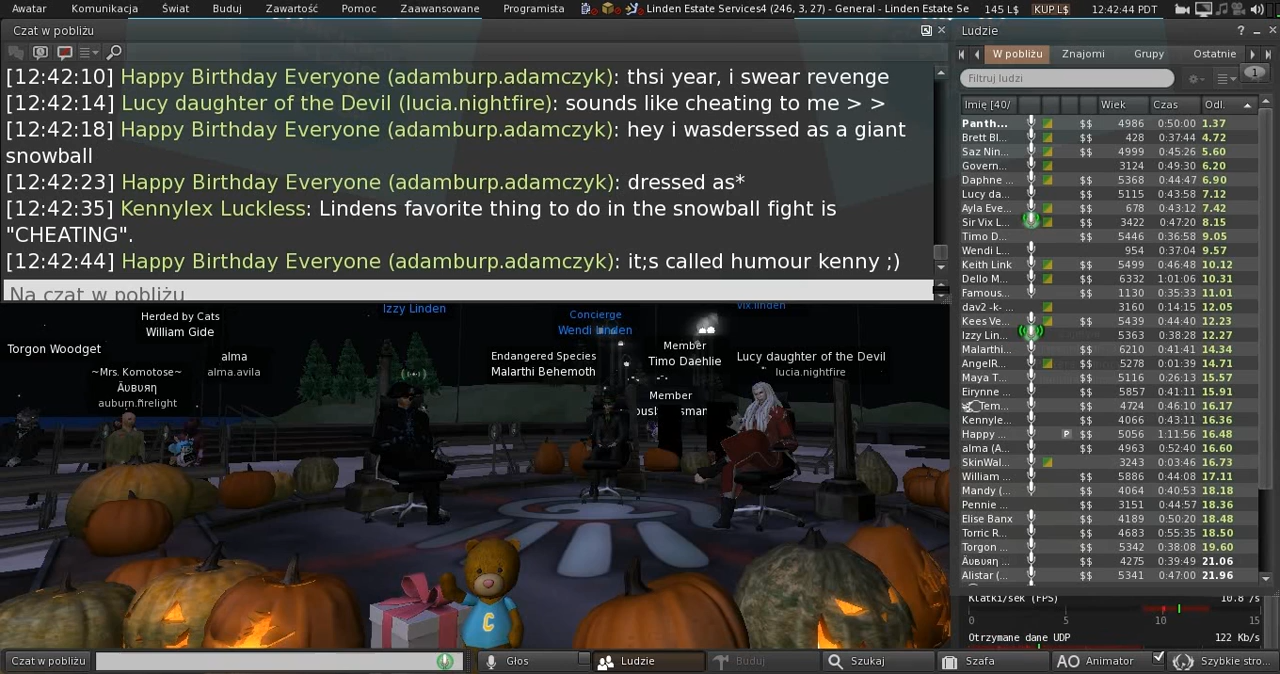 Awatar Komunikacja Świat Buduj Zawartość Pomoc Zaawansowane Programista Linden Estate Services4 (246, 3, 27) - General - Linden Estate Se 145 L$ KUP L$ 12:42:44 PDT
Czat w pobliżu
[12:42:10] Happy Birthday Everyone (adamburp.adamczyk): thsi year, i swear revenge
[12:42:14] Lucy daughter of the Devil (lucia.nightfire): sounds like cheating to me > >
[12:42:18] Happy Birthday Everyone (adamburp.adamczyk): hey i wasderssed as a giant
snowball
[12:42:23] Happy Birthday Everyone (adamburp.adamczyk): dressed as*
[12:42:35] Kennylex Luckless: Lindens favorite thing to do in the snowball fight is
"CHEATING".
[12:42:44] Happy Birthday Everyone (adamburp.adamczyk): it;s called humour kenny ;)
Na czat w pobliżu
Izzy Linden
vix.linden
Herded by Cats
William Gide
Concierge
Wendi Linden
Torgon Woodget
alma
alma.avila
~Mrs. Komotose~
Āυвυяη
auburn.firelight
Endangered Species
Malarthi Behemoth
Member
Timo Daehlie
Member
Lucy daughter of the Devil
lucia.nightfire
C
Ludzie
W pobliżu Znajomi Grupy Ostatnie
1
Filtruj ludzi
Imię [40/ Wiek Czas Odl.
Panth... $$ 4986 0:50:00 1.37
Brett Bl... $$ 428 0:37:44 4.72
Saz Nin... $$ 4999 0:45:26 5.60
Govern... 3124 0:49:30 6.20
Daphne ... $$ 5368 0:44:47 6.90
Lucy da... $$ 5115 0:43:58 7.12
Ayla Eve... 678 0:43:12 7.42
Sir Vix L... $$ 3422 0:47:20 8.15
Timo D... $$ 5446 0:36:58 9.05
Wendi L... 954 0:37:04 9.57
Keith Link $$ 5499 0:46:48 10.12
Dello M... $$ 6332 1:01:06 10.31
Famous... $$ 1130 0:35:33 11.01
dav2 -k- ... 3160 0:14:15 12.05
Kees Ve... $$ 5439 0:44:40 12.23
Izzy Lin... 5363 0:38:28 12.27
Malarthi... $$ 6210 0:41:41 14.34
AngelR... $$ 5278 0:01:39 14.71
Maya T... $$ 5116 0:26:13 15.57
Eirynne ... $$ 5857 0:41:11 15.91
Tem... $$ 4724 0:46:10 16.17
Kennyle... $$ 4066 0:43:11 16.36
Happy ... P $$ 5056 1:11:56 16.48
alma (A... $$ 4963 0:52:40 16.60
SkinWal... 3243 0:03:46 16.73
William ... $$ 5886 0:44:08 17.11
Mandy (... $$ 4064 0:40:53 18.18
Pennie ... $$ 3151 0:44:57 18.36
Elise Banx $$ 4189 0:50:20 18.48
Torric R... $$ 4683 0:55:35 18.50
Torgon ... $$ 5342 0:38:08 19.60
Āυвυяη ... $$ 4275 0:39:49 21.06
Alistar (... $$ 5341 0:47:00 21.96
Klatki/sek (FPS) 10.8 /s
0 5 10 15
Otrzymane dane UDP 122 Kb/s
Czat w pobliżu Głos Ludzie Buduj Szukaj Szafa AO Animator Szybkie stro...